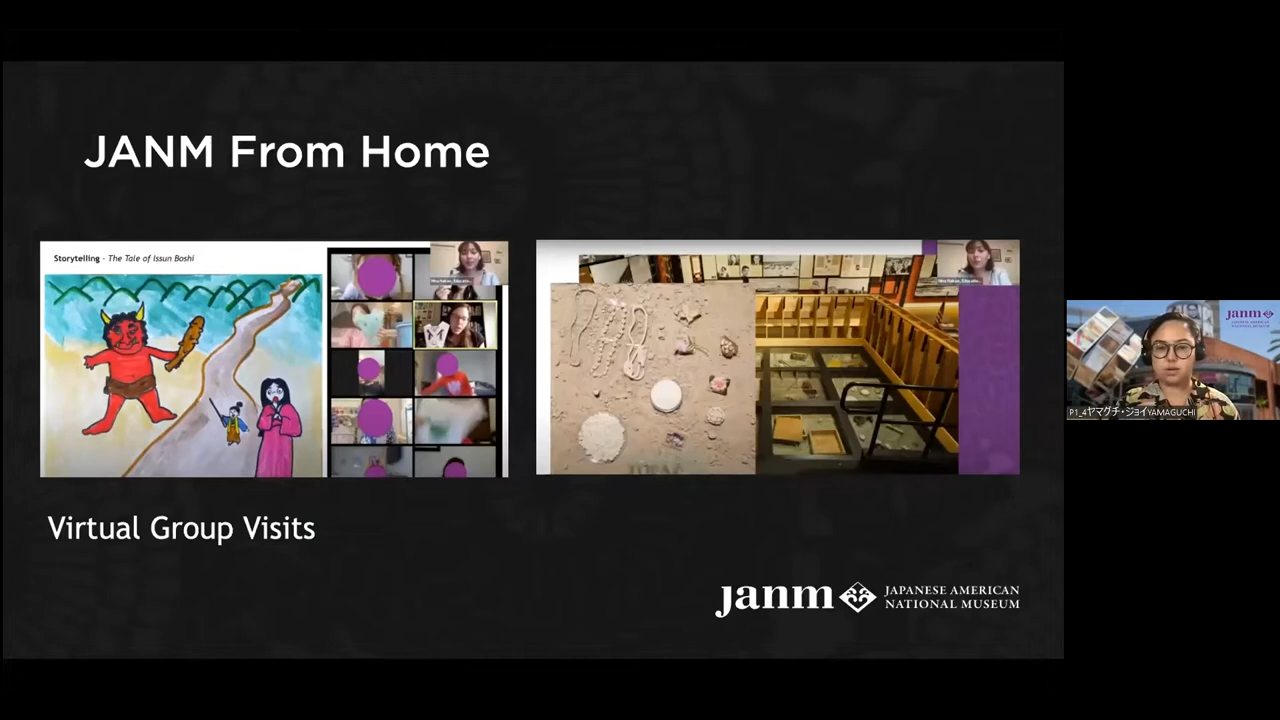 JANM From Home
Storytelling - The Tale of Issun Boshi
Virtual Group Visits
janm
JAPANESE AMERICAN
NATIONAL MUSEUM
janm
P1_4ヤマグチ・ジョイYAMAGUCHI